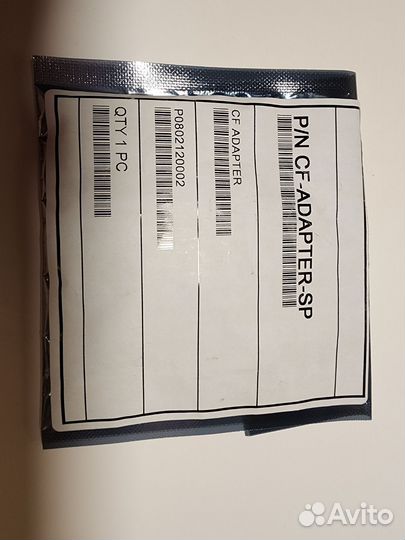 P/N CF-ADAPTER-SP
CF ADAPTER
P0802120002
QTY 1 PC
Avito